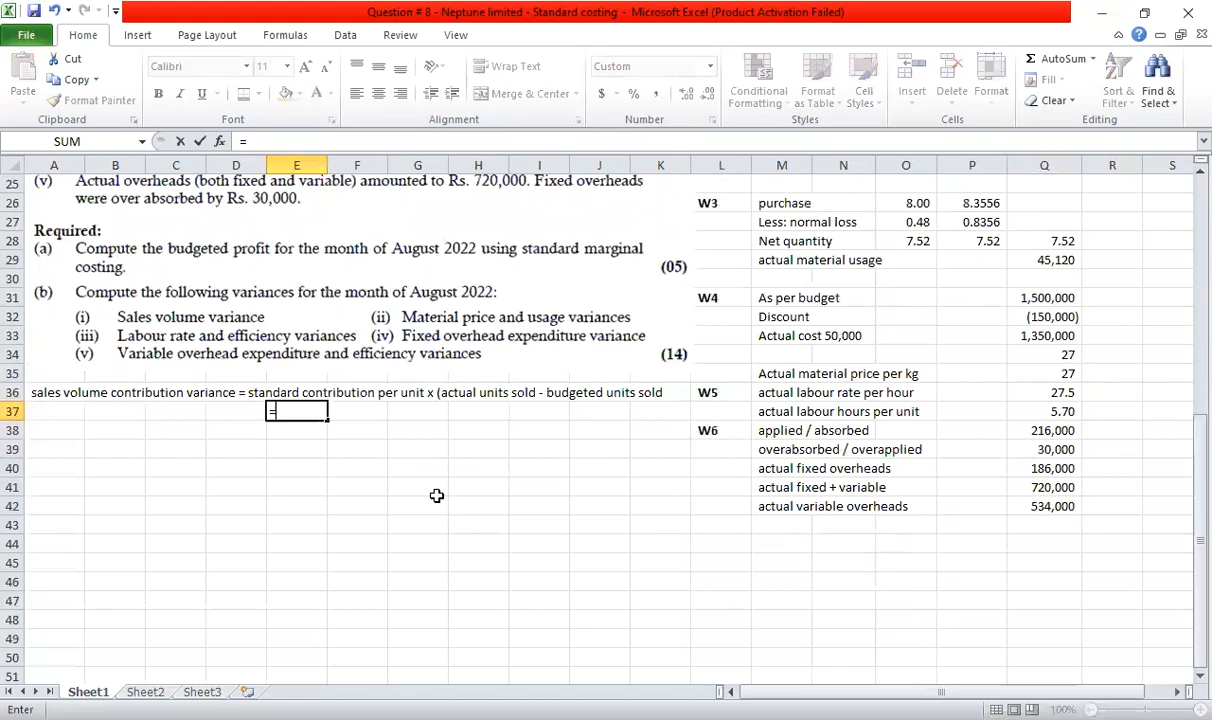 Question # 8 - Neptune limited - Standard costing - Microsoft Excel (Product Activation Failed)
File Home Insert Page Layout Formulas Data Review View
Paste Cut Copy Format Painter Clipboard
Calibri 11 A A B I U A Font
Wrap Text Merge & Center Alignment
Custom $ % , Number
Conditional Formatting Format as Table Cell Styles Styles
Insert Delete Format Cells
Σ AutoSum Fill Clear Sort & Filter Find & Select Editing
SUM fx =
A B C D E F G H I J K L M N O P Q R S
25 (v) Actual overheads (both fixed and variable) amounted to Rs. 720,000. Fixed overheads
26 were over absorbed by Rs. 30,000. W3 purchase 8.00 8.3556
27 Less: normal loss 0.48 0.8356
Required:
28 (a) Compute the budgeted profit for the month of August 2022 using standard marginal Net quantity 7.52 7.52 7.52
29 costing. (05) actual material usage 45,120
30
31 (b) Compute the following variances for the month of August 2022: W4 As per budget 1,500,000
32 (i) Sales volume variance (ii) Material price and usage variances Discount (150,000)
33 (iii) Labour rate and efficiency variances (iv) Fixed overhead expenditure variance Actual cost 50,000 1,350,000
34 (v) Variable overhead expenditure and efficiency variances (14) 27
35 Actual material price per kg 27
36 sales volume contribution variance = standard contribution per unit x (actual units sold - budgeted units sold W5 actual labour rate per hour 27.5
37 = actual labour hours per unit 5.70
38 W6 applied / absorbed 216,000
39 overabsorbed / overapplied 30,000
40 actual fixed overheads 186,000
41 actual fixed + variable 720,000
42 actual variable overheads 534,000
43
44
45
46
47
48
49
50
51
Sheet1 Sheet2 Sheet3
Enter 100%